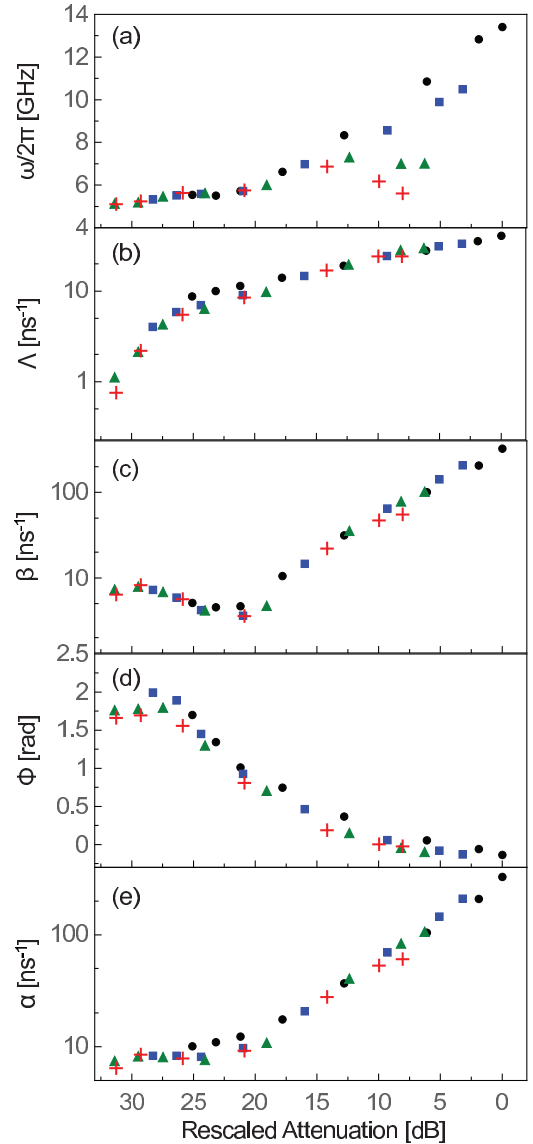 (a)
14
12
10
8
6
4
ω/2π [GHz]
(b)
10
1
Λ [ns⁻¹]
(c)
100
10
β [ns⁻¹]
(d)
2.5
2
1.5
1
0.5
0
Φ [rad]
(e)
100
10
α [ns⁻¹]
30 25 20 15 10 5 0
Rescaled Attenuation [dB]